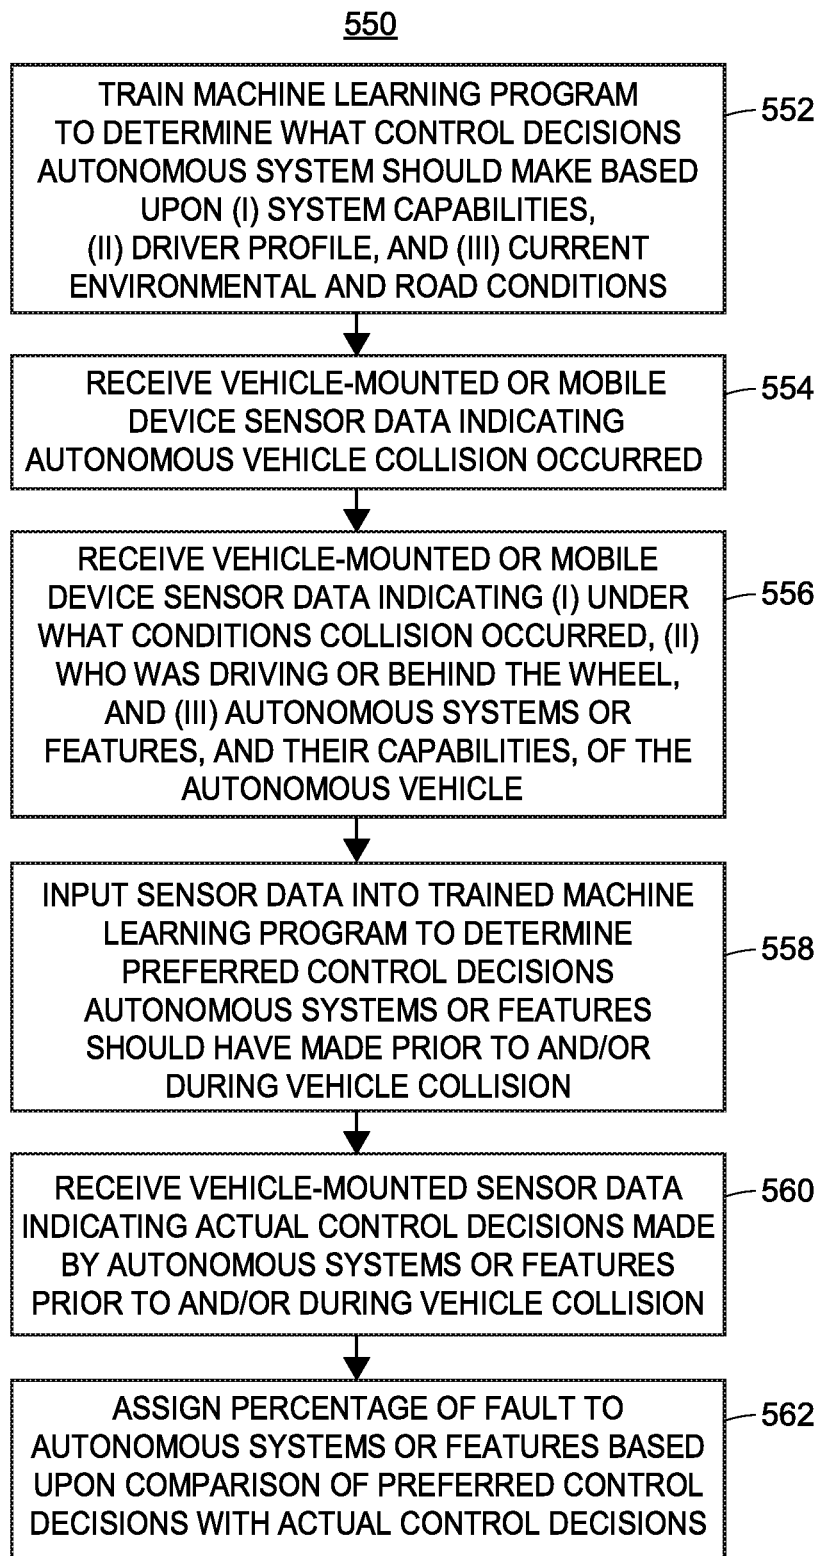 550
TRAIN MACHINE LEARNING PROGRAM
TO DETERMINE WHAT CONTROL DECISIONS
AUTONOMOUS SYSTEM SHOULD MAKE BASED
UPON (I) SYSTEM CAPABILITIES,
(II) DRIVER PROFILE, AND (III) CURRENT
ENVIRONMENTAL AND ROAD CONDITIONS
552
RECEIVE VEHICLE-MOUNTED OR MOBILE
DEVICE SENSOR DATA INDICATING
AUTONOMOUS VEHICLE COLLISION OCCURRED
554
RECEIVE VEHICLE-MOUNTED OR MOBILE
DEVICE SENSOR DATA INDICATING (I) UNDER
WHAT CONDITIONS COLLISION OCCURRED, (II)
WHO WAS DRIVING OR BEHIND THE WHEEL,
AND (III) AUTONOMOUS SYSTEMS OR
FEATURES, AND THEIR CAPABILITIES, OF THE
AUTONOMOUS VEHICLE
556
INPUT SENSOR DATA INTO TRAINED MACHINE
LEARNING PROGRAM TO DETERMINE
PREFERRED CONTROL DECISIONS
AUTONOMOUS SYSTEMS OR FEATURES
SHOULD HAVE MADE PRIOR TO AND/OR
DURING VEHICLE COLLISION
558
RECEIVE VEHICLE-MOUNTED SENSOR DATA
INDICATING ACTUAL CONTROL DECISIONS MADE
BY AUTONOMOUS SYSTEMS OR FEATURES
PRIOR TO AND/OR DURING VEHICLE COLLISION
560
ASSIGN PERCENTAGE OF FAULT TO
AUTONOMOUS SYSTEMS OR FEATURES BASED
UPON COMPARISON OF PREFERRED CONTROL
DECISIONS WITH ACTUAL CONTROL DECISIONS
562